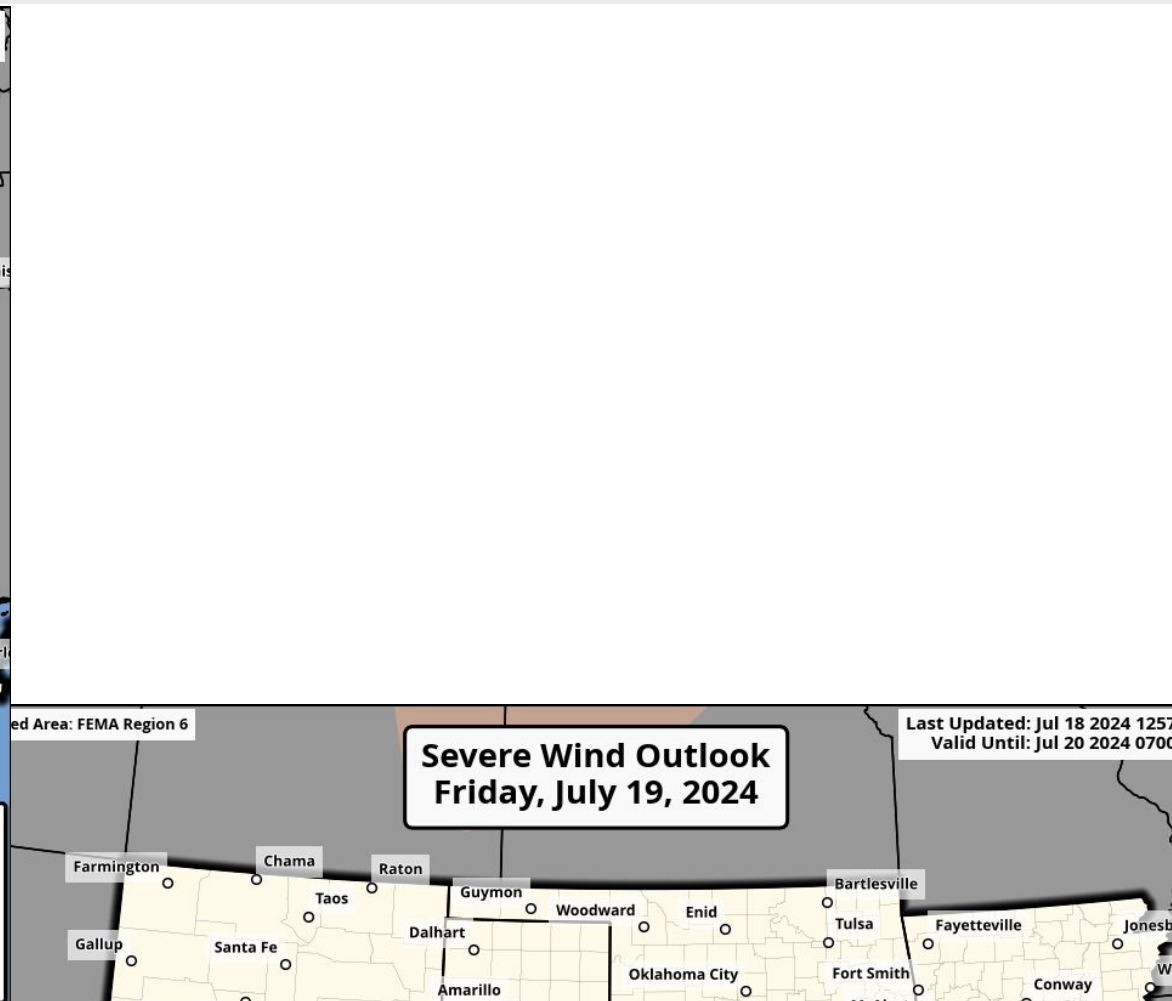 ed Area: FEMA Region 6
Severe Wind Outlook
Friday, July 19, 2024
Last Updated: Jul 18 2024 1257
Valid Until: Jul 20 2024 0700
Farmington
Chama
Raton
Taos
Guymon
Woodward
Enid
Bartlesville
Tulsa
Fayetteville
Jonesb
Gallup
Santa Fe
Dalhart
Amarillo
Oklahoma City
Fort Smith
Conway
W